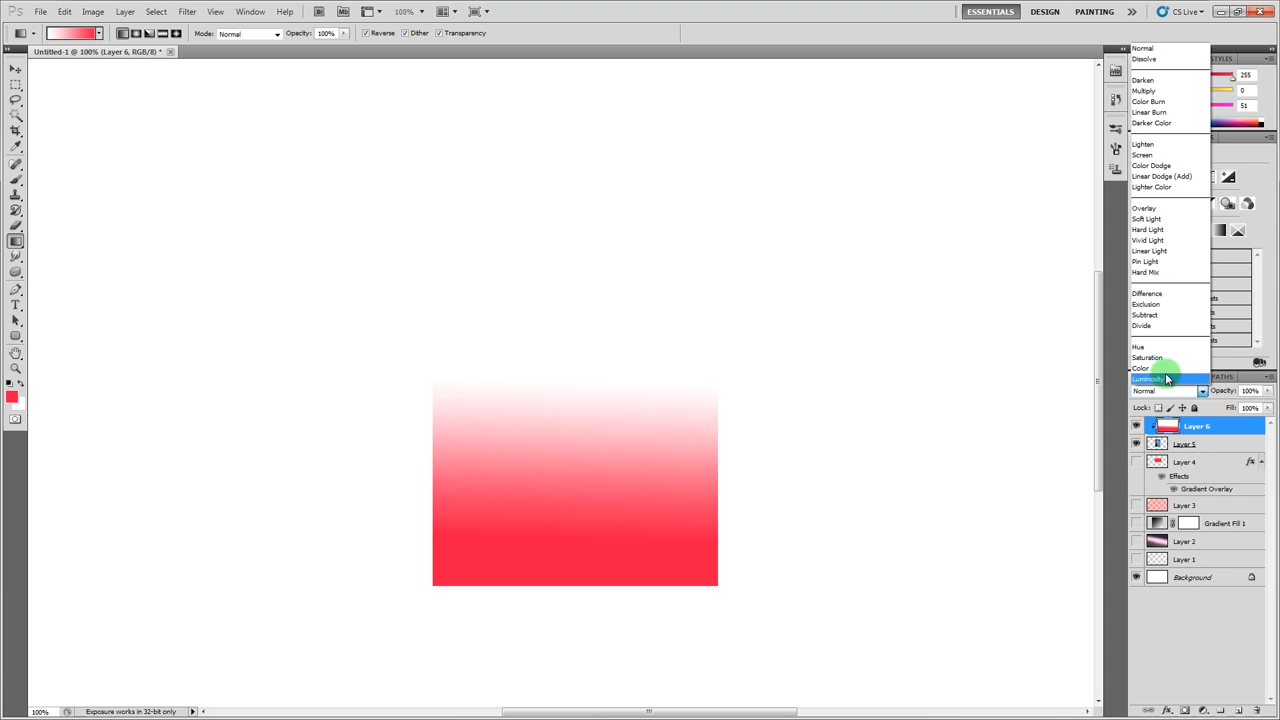 Ps File Edit Image Layer Select Filter View Window Help Mb 100% ESSENTIALS DESIGN PAINTING CS Live
Mode: Normal Opacity: 100% Reverse Dither Transparency
Untitled-1 @ 100% (Layer 6, RGB/8) *
STYLES
255
0
51
Normal
Dissolve
Darken
Multiply
Color Burn
Linear Burn
Darker Color
Lighten
Screen
Color Dodge
Linear Dodge (Add)
Lighter Color
Overlay
Soft Light
Hard Light
Vivid Light
Linear Light
Pin Light
Hard Mix
Difference
Exclusion
Subtract
Divide
Hue
Saturation
Color
Luminosity
PATHS
Normal Opacity: 100%
Lock: Fill: 100%
Layer 6
Layer 5
Layer 4 fx
Effects
Gradient Overlay
Layer 3
Gradient Fill 1
Layer 2
Layer 1
Background
100% Exposure works in 32-bit only